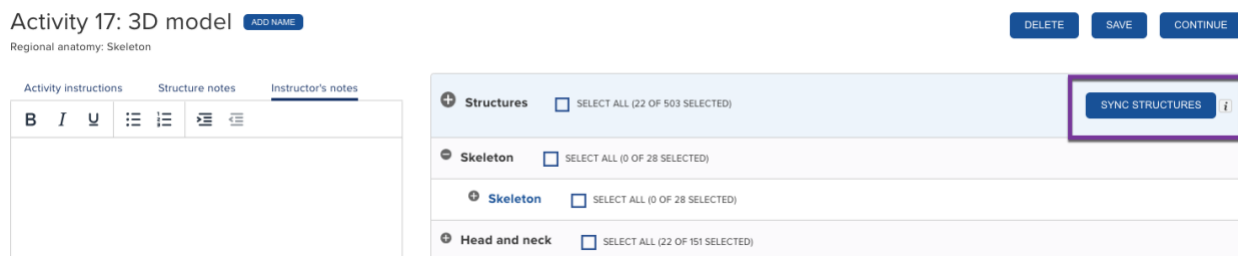 Activity 17: 3D model ADD NAME
DELETE SAVE CONTINUE
Regional anatomy: Skeleton
Activity instructions Structure notes Instructor's notes
B I U
Structures SELECT ALL (22 OF 503 SELECTED) SYNC STRUCTURES i
Skeleton SELECT ALL (0 OF 28 SELECTED)
Skeleton SELECT ALL (0 OF 28 SELECTED)
Head and neck SELECT ALL (22 OF 151 SELECTED)